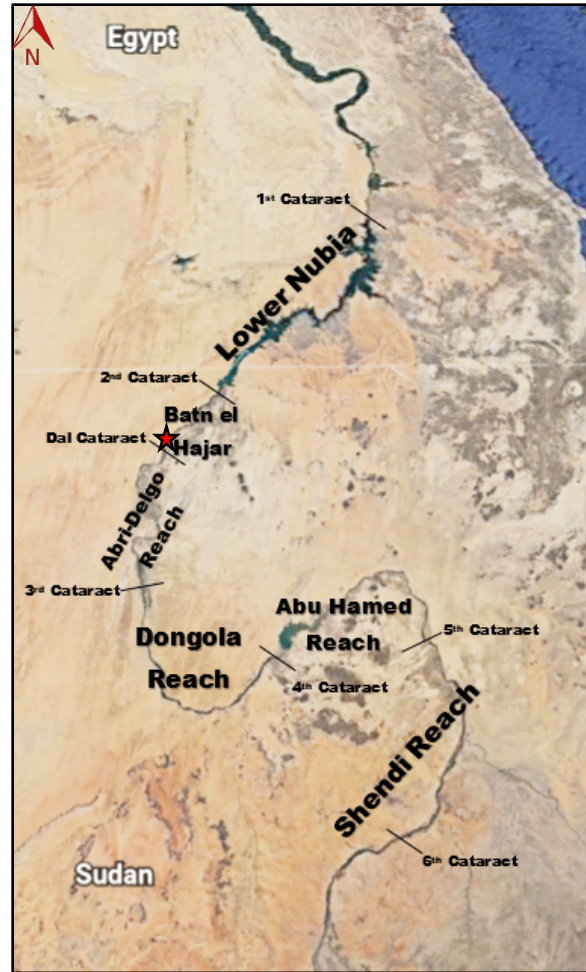 Egypt
N
1st Cataract
Lower Nubia
2nd Cataract
Batn el
Hajar
Dal Cataract
Abri-Delgo
Reach
3rd Cataract
Abu Hamed
Reach
Dongola
Reach
5th Cataract
4th Cataract
Shendi Reach
6th Cataract
Sudan